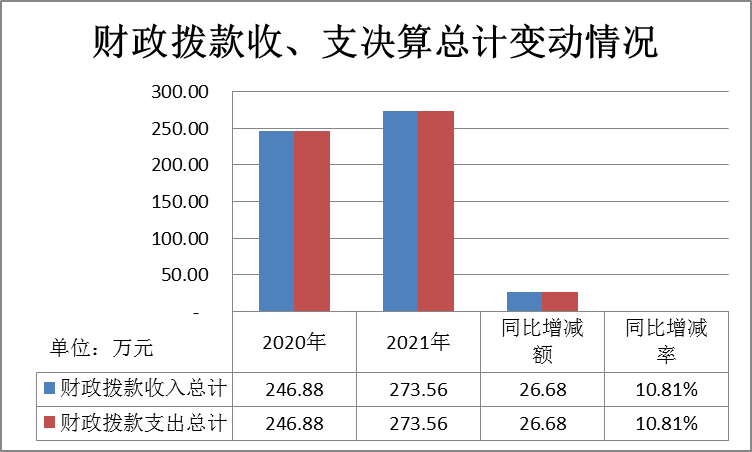 财政拨款收、支决算总计变动情况
300.00
250.00
200.00
150.00
100.00
50.00
-
单位：万元
2020年 2021年 同比增减额 同比增减率
财政拨款收入总计 246.88 273.56 26.68 10.81%
财政拨款支出总计 246.88 273.56 26.68 10.81%